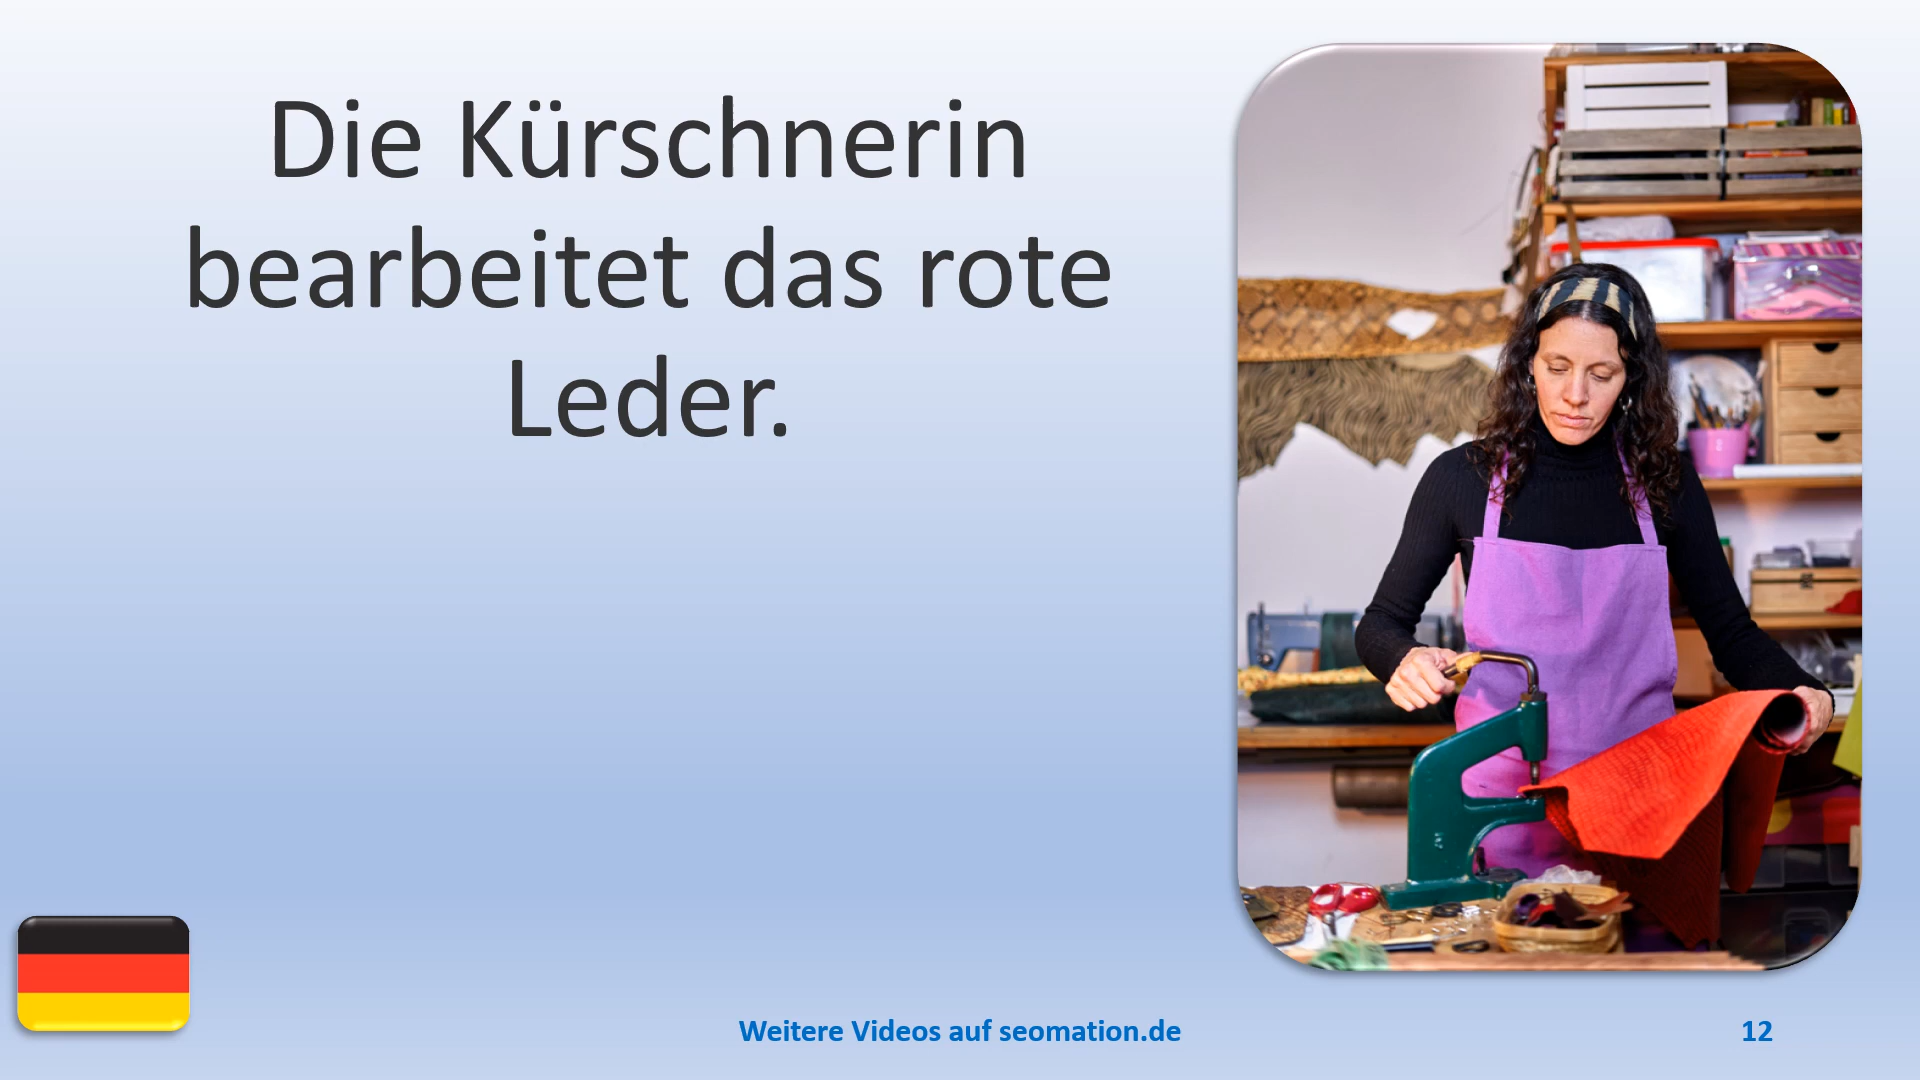 Die Kürschnerin
bearbeitet das rote
Leder.
Weitere Videos auf seomation.de
12